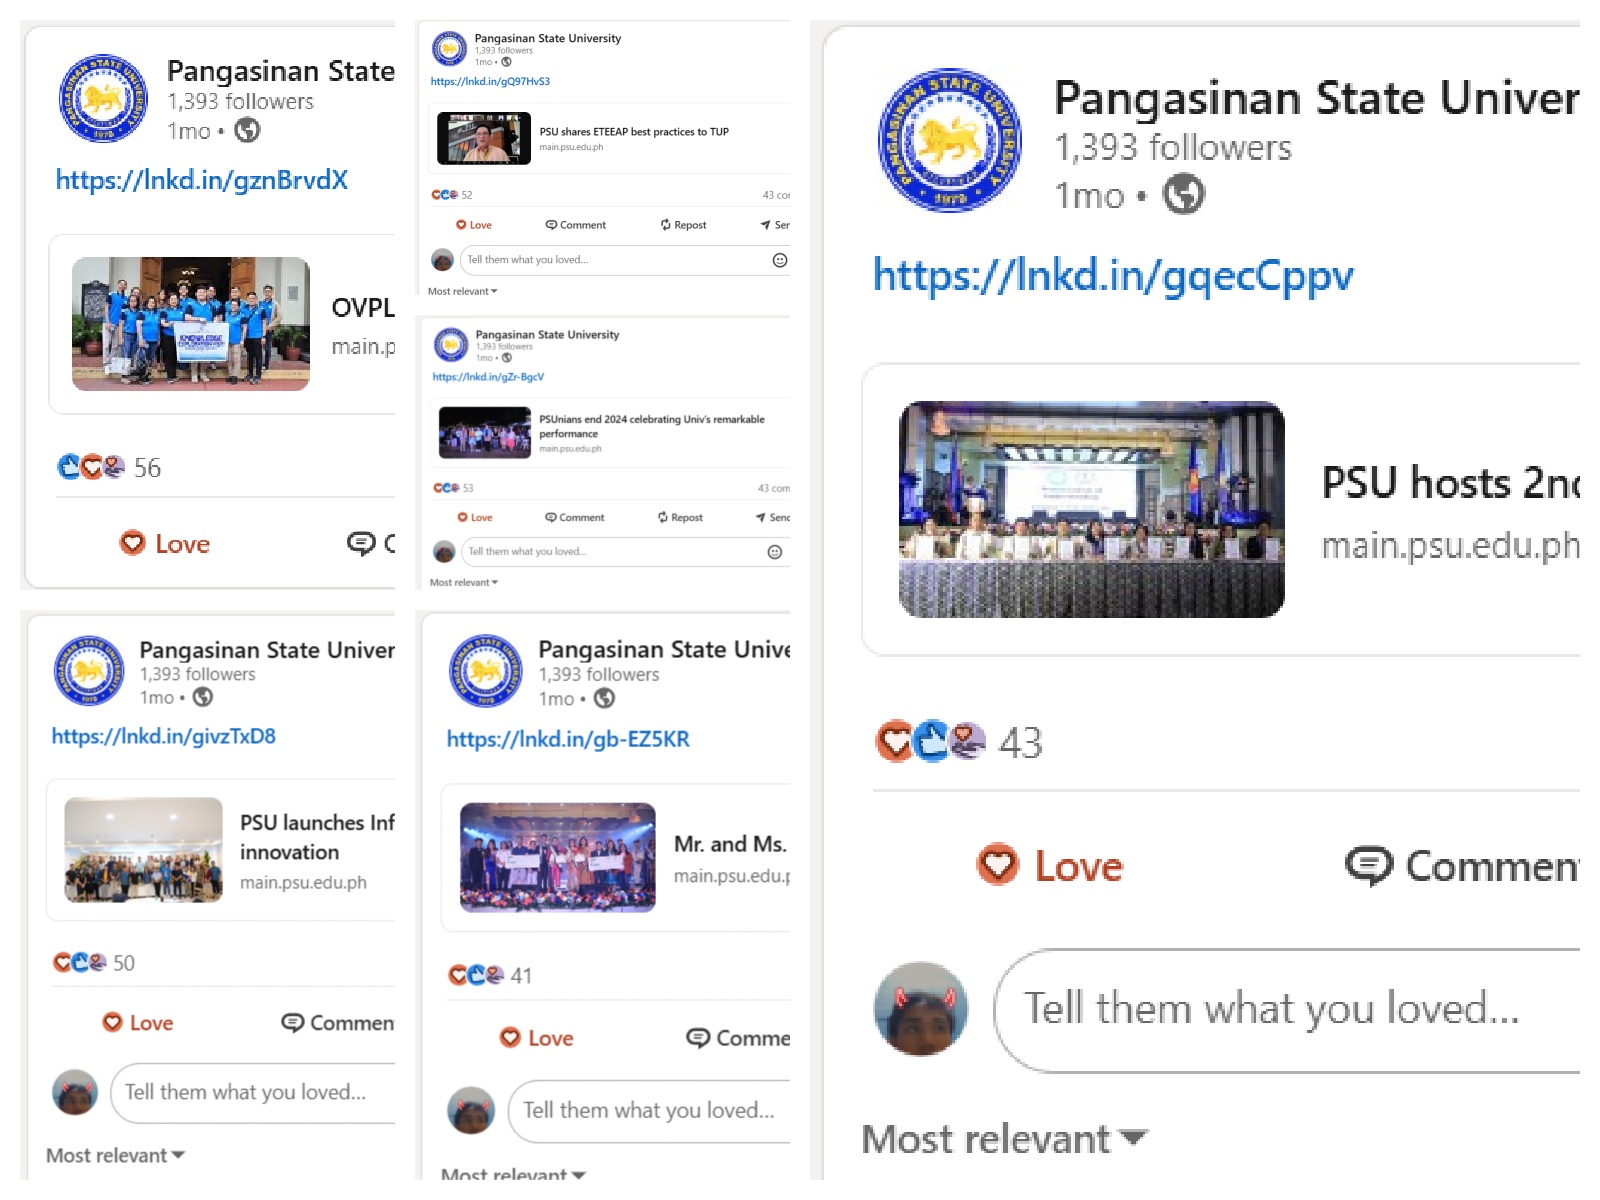 Pangasinan State
1,393 followers
1mo •
https://lnkd.in/gznBrvdX
KNOWLEDGE
OVPL
main.p
56
Love
C
Pangasinan State University
1,393 followers
1mo •
https://lnkd.in/gQ97HvS3
PSU shares ETEEAP best practices to TUP
main.psu.edu.ph
52
43 cor
Love
Comment
Repost
Ser
Tell them what you loved...
Most relevant
Pangasinan State University
1,393 followers
1mo •
https://lnkd.in/gZr-BgcV
PSUnians end 2024 celebrating Univ's remarkable
performance
main.psu.edu.ph
53
43 com
Love
Comment
Repost
Send
Tell them what you loved...
Most relevant
Pangasinan State Univer
1,393 followers
1mo •
https://lnkd.in/givzTxD8
PSU launches Inf
innovation
main.psu.edu.ph
50
Love
Commen
Tell them what you loved...
Most relevant
Pangasinan State Unive
1,393 followers
1mo •
https://lnkd.in/gb-EZ5KR
Mr. and Ms.
main.psu.edu.p
41
Love
Comme
Tell them what you loved...
Most relevant
PANGASINAN STATE UNIVERSITY
1979
Pangasinan State Univer
1,393 followers
1mo •
https://lnkd.in/gqecCppv
PSU hosts 2nd
main.psu.edu.ph
43
Love
Comment
Tell them what you loved...
Most relevant